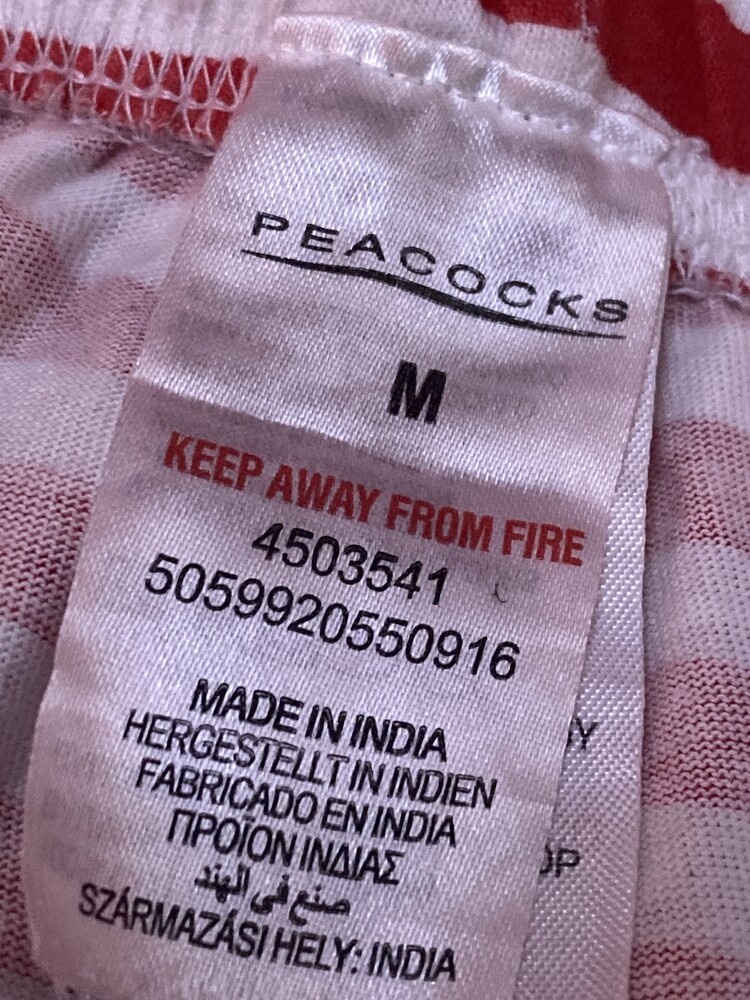 PEACOCKS
M
KEEP AWAY FROM FIRE
4503541
5059920550916
MADE IN INDIA
HERGESTELLT IN INDIEN
FABRICADO EN INDIA
ΠΡΟÏΟΝ ΙΝΔΙΑΣ
صنع في الهند
SZÁRMAZÁSI HELY: INDIA